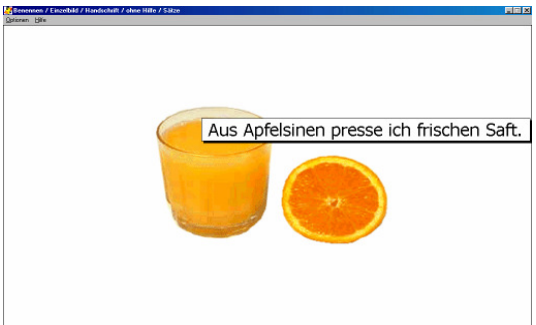 Benennen / Einzelbild / Handschrift / ohne Hilfe / Sätze
Optionen Hilfe
Aus Apfelsinen presse ich frischen Saft.